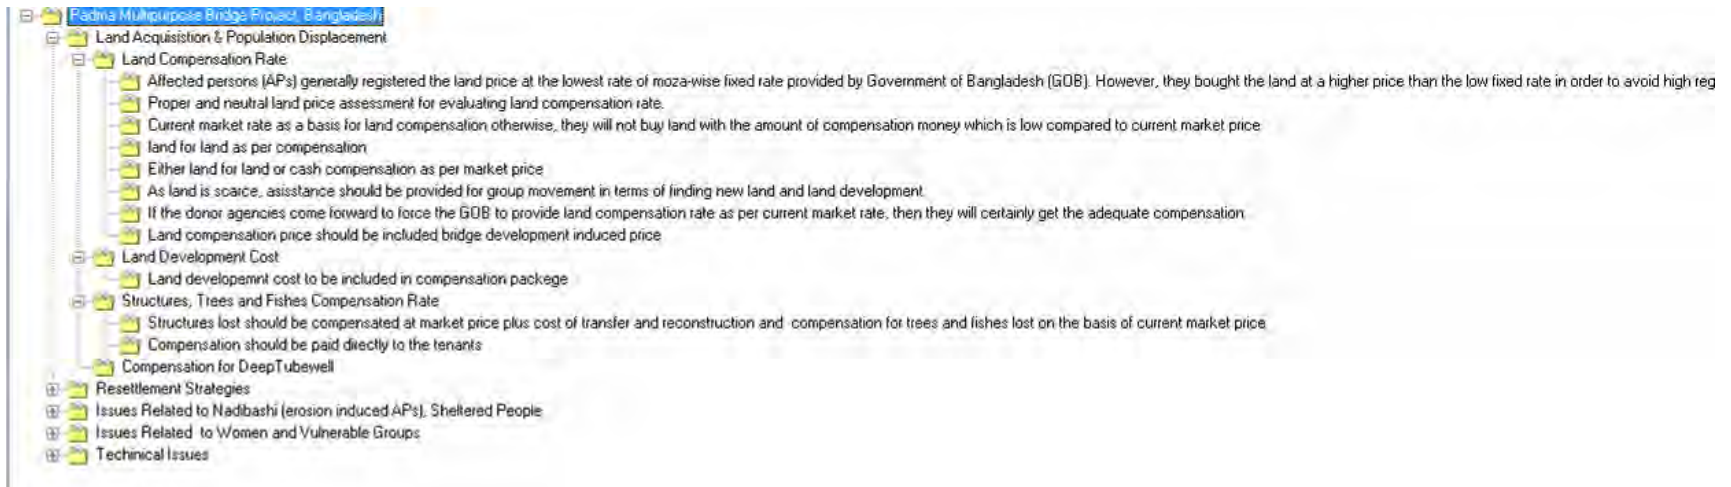 Padma Multipurpose Bridge Project, Bangladesh
Land Acquisistion & Population Displacement
Land Compensation Rate
Affected persons (APs) generally registered the land price at the lowest rate of moza-wise fixed rate provided by Government of Bangladesh (GOB). However, they bought the land at a higher price than the low fixed rate in order to avoid high reg
Proper and neutral land price assessment for evaluating land compensation rate.
Current market rate as a basis for land compensation otherwise, they will not buy land with the amount of compensation money which is low compared to current market price
land for land as per compensation
Either land for land or cash compensation as per market price
As land is scarce, asisstance should be provided for group movement in terms of finding new land and land development.
If the donor agencies come forward to force the GOB to provide land compensation rate as per current market rate, then they will certainly get the adequate compensation
Land compensation price should be included bridge development induced price
Land Development Cost
Land developemnt cost to be included in compensation packege
Structures, Trees and Fishes Compensation Rate
Structures lost should be compensated at market price plus cost of transfer and reconstruction and compensation for trees and fishes lost on the basis of current market price
Compensation should be paid directly to the tenants
Compensation for DeepTubewell
Resettlement Strategies
Issues Related to Nadibashi (erosion induced APs), Sheltered People
Issues Related to Women and Vulnerable Groups
Techinical Issues